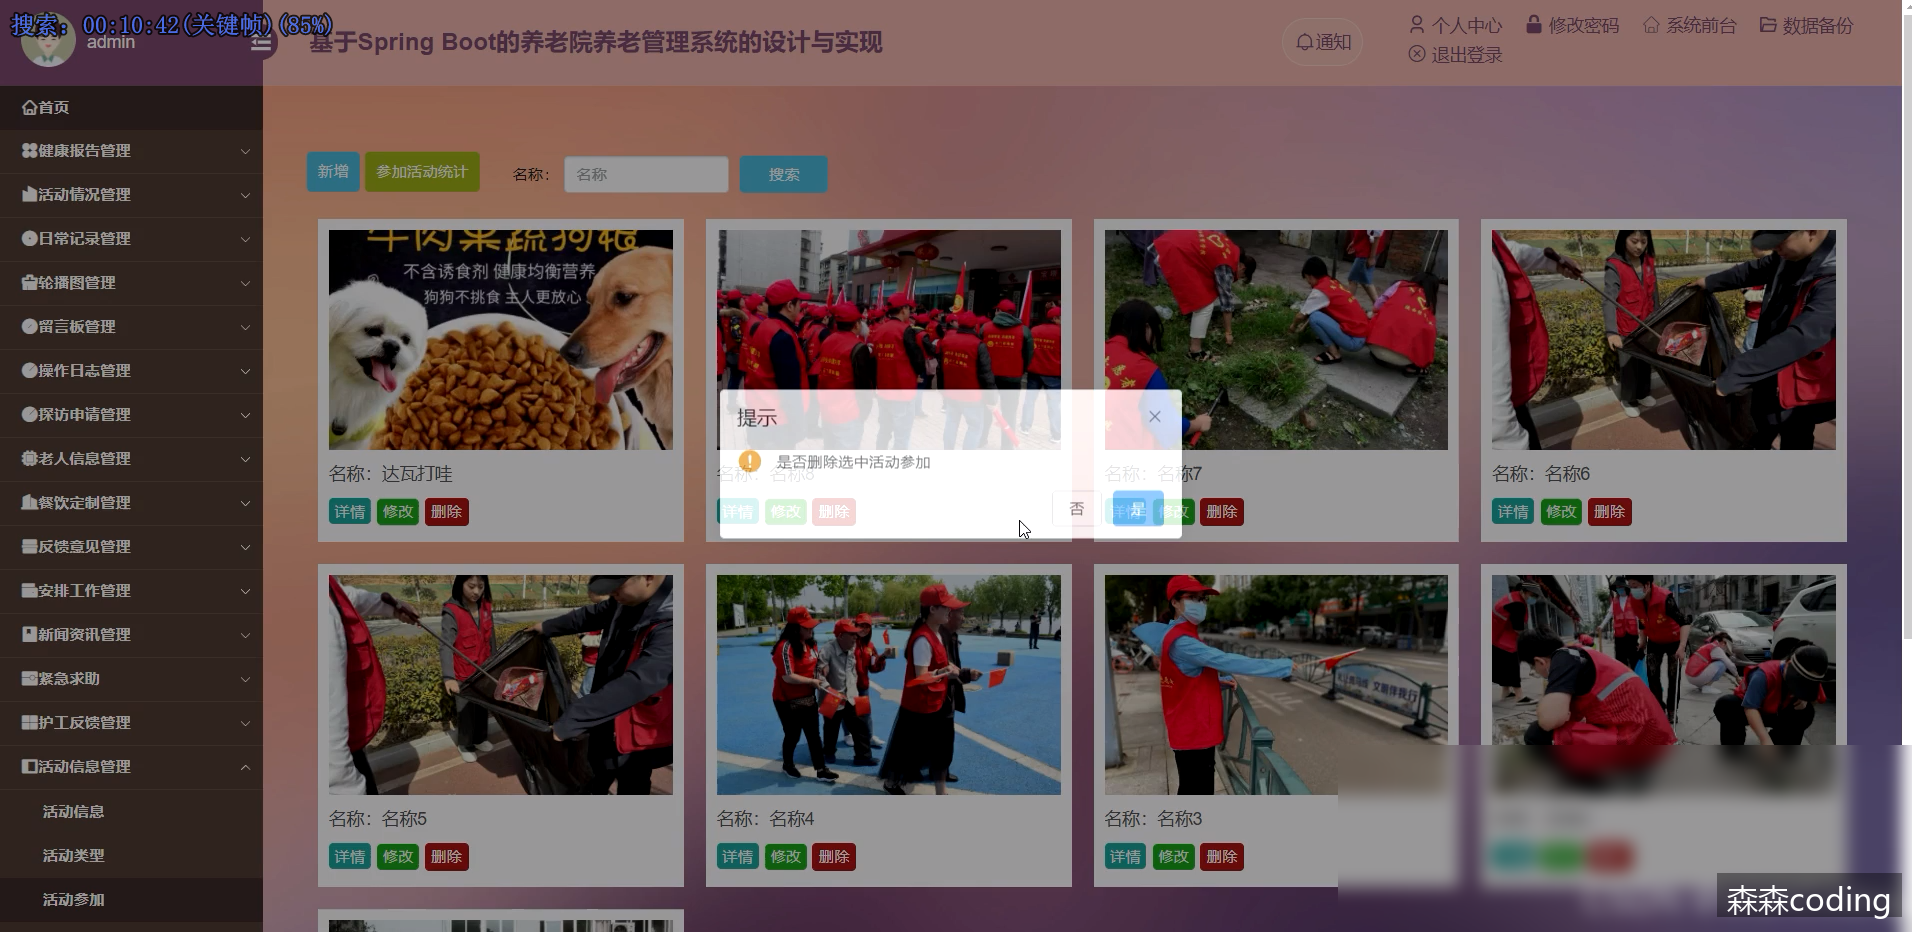 搜索: 00:10:42(关键帧)(85%)
admin
基于Spring Boot的养老院养老管理系统的设计与实现
通知
个人中心 修改密码 系统前台 数据备份
退出登录
首页
健康报告管理
活动情况管理
日常记录管理
轮播图管理
留言板管理
操作日志管理
探访申请管理
老人信息管理
餐饮定制管理
反馈意见管理
安排工作管理
新闻资讯管理
紧急求助
护工反馈管理
活动信息管理
活动信息
活动类型
活动参加
新增 参加活动统计 名称： 名称 搜索
牛肉果蔬狗粮
不含诱食剂 健康均衡营养
狗狗不挑食 主人更放心
名称：达瓦打哇
详情 修改 删除
名称：名称8
详情 修改 删除
名称：名称7
详情 修改 删除
名称：名称6
详情 修改 删除
提示
是否删除选中活动参加
否 是
名称：名称5
详情 修改 删除
名称：名称4
详情 修改 删除
名称：名称3
详情 修改 删除
森森coding